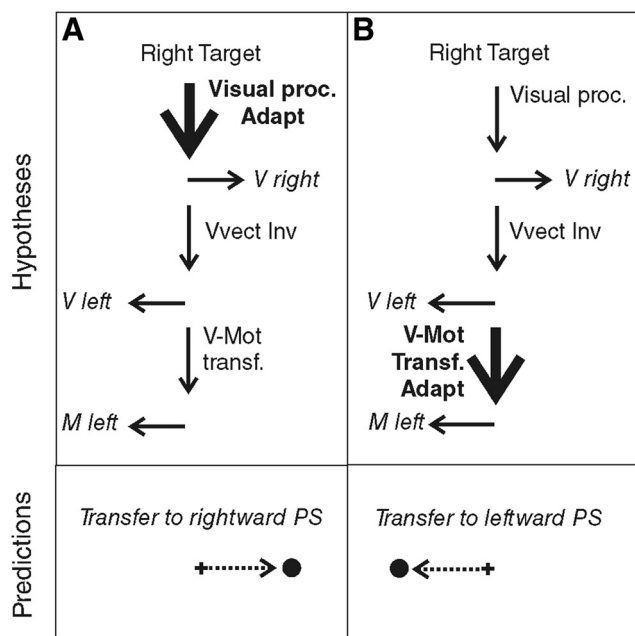 A
Right Target
Visual proc.
Adapt
V right
Vvect Inv
V left
V-Mot
transf.
M left
B
Right Target
Visual proc.
V right
Vvect Inv
V left
V-Mot
Transf.
Adapt
M left
Hypotheses
Predictions
Transfer to rightward PS
Transfer to leftward PS